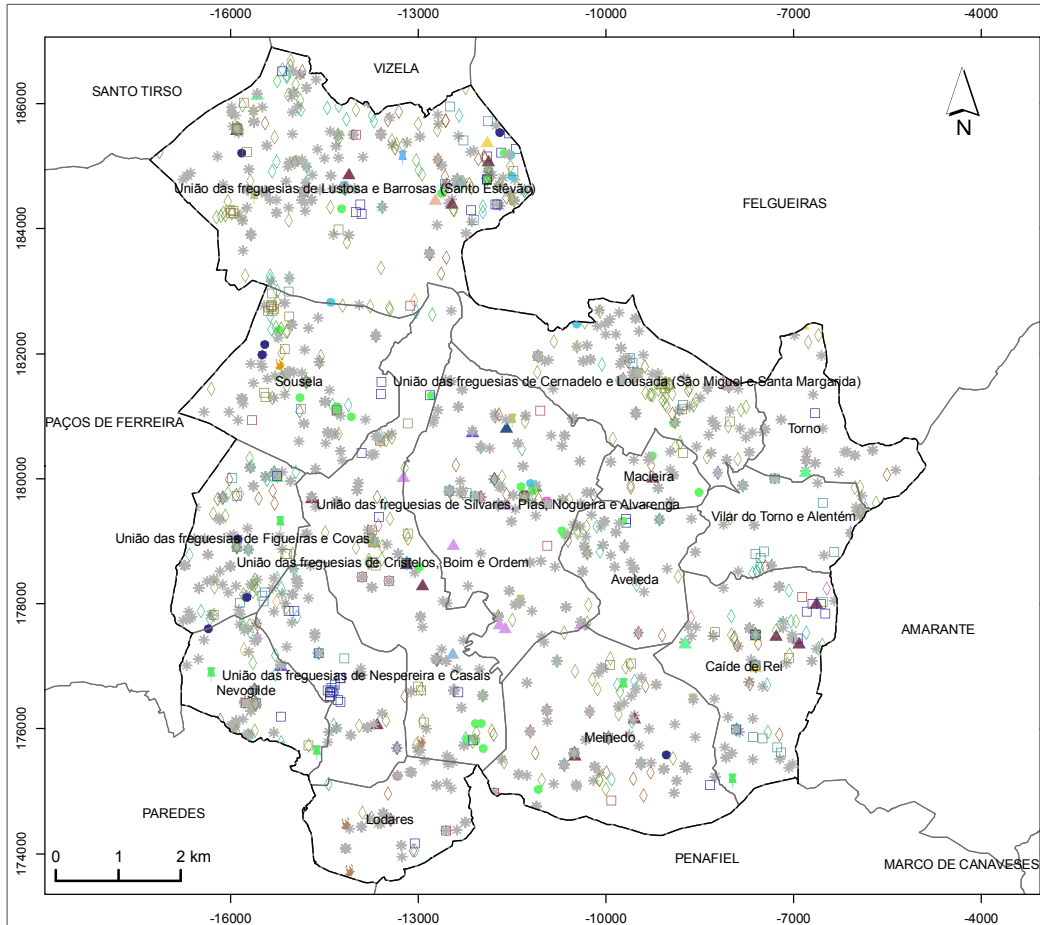 -16000 -13000 -10000 -7000 -4000
VIZELA
SANTO TIRSO
186000
N
União das freguesias de Lustosa e Barrosas (Santo Estêvão)
FELGUEIRAS
184000
182000
Sousela
União das freguesias de Cernadelo e Lousada (São Miguel e Santa Margarida)
PAÇOS DE FERREIRA
Torno
180000
Macieira
União das freguesias de Silvares, Pias, Nogueira e Alvarenga
Vilar do Torno e Alentém
União das freguesias de Figueiras e Covas
União das freguesias de Cristelos, Boim e Ordem
Aveleda
178000
AMARANTE
Caíde de Rei
União das freguesias de Nespereira e Casais
Nevogilde
176000
Meinedo
PAREDES
Lodares
174000
0 1 2 km
PENAFIEL
MARCO DE CANAVESES
-16000 -13000 -10000 -7000 -4000